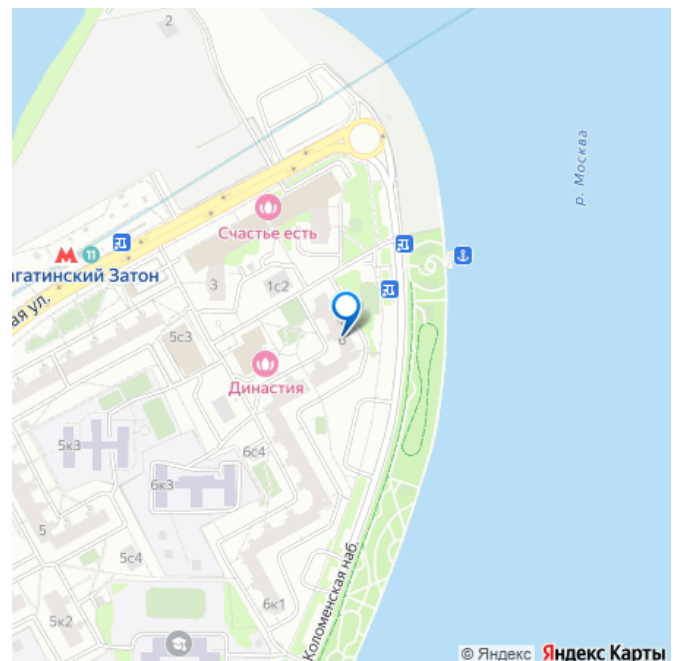 2
р. Москва
Счастье есть
11
агатинский Затон
3
1с2
ая ул.
5с3
Династия
6с4
5к3
6к3
5
5с4
6к1
5к2
Коломенская наб.
© Яндекс Яндекс Карты